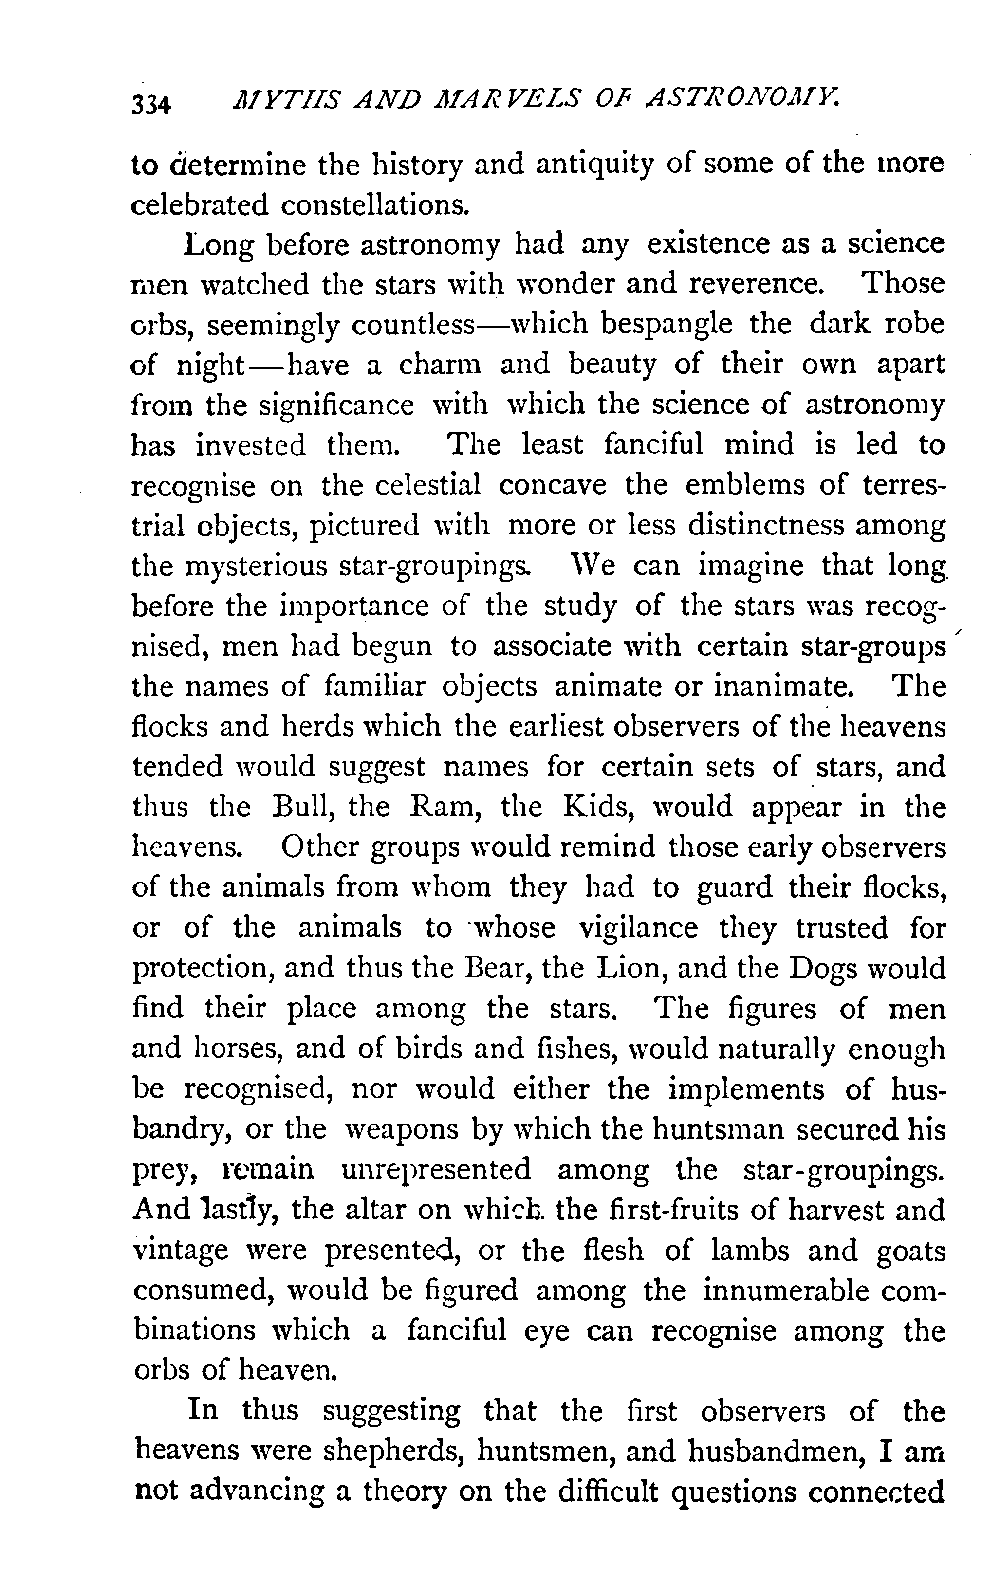 334 MYTHS AND MARVELS OF ASTRONOMY.
to determine the history and antiquity of some of the more
celebrated constellations.
Long before astronomy had any existence as a science
men watched the stars with wonder and reverence. Those
orbs, seemingly countless—which bespangle the dark robe
of night—have a charm and beauty of their own apart
from the significance with which the science of astronomy
has invested them. The least fanciful mind is led to
recognise on the celestial concave the emblems of terres-
trial objects, pictured with more or less distinctness among
the mysterious star-groupings. We can imagine that long
before the importance of the study of the stars was recog-
nised, men had begun to associate with certain star-groups
the names of familiar objects animate or inanimate. The
flocks and herds which the earliest observers of the heavens
tended would suggest names for certain sets of stars, and
thus the Bull, the Ram, the Kids, would appear in the
heavens. Other groups would remind those early observers
of the animals from whom they had to guard their flocks,
or of the animals to whose vigilance they trusted for
protection, and thus the Bear, the Lion, and the Dogs would
find their place among the stars. The figures of men
and horses, and of birds and fishes, would naturally enough
be recognised, nor would either the implements of hus-
bandry, or the weapons by which the huntsman secured his
prey, remain unrepresented among the star-groupings.
And lastly, the altar on which the first-fruits of harvest and
vintage were presented, or the flesh of lambs and goats
consumed, would be figured among the innumerable com-
binations which a fanciful eye can recognise among the
orbs of heaven.
In thus suggesting that the first observers of the
heavens were shepherds, huntsmen, and husbandmen, I am
not advancing a theory on the difficult questions connected